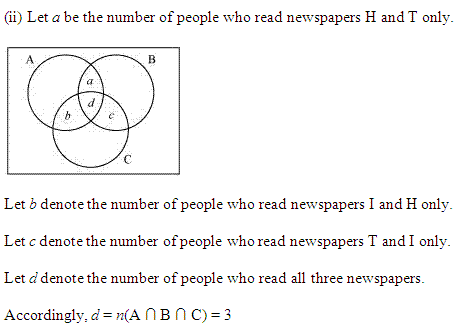 (ii) Let a be the number of people who read newspapers H and T only.
A B
a
d
b c
C
Let b denote the number of people who read newspapers I and H only.
Let c denote the number of people who read newspapers T and I only.
Let d denote the number of people who read all three newspapers.
Accordingly, d = n(A ∩ B ∩ C) = 3